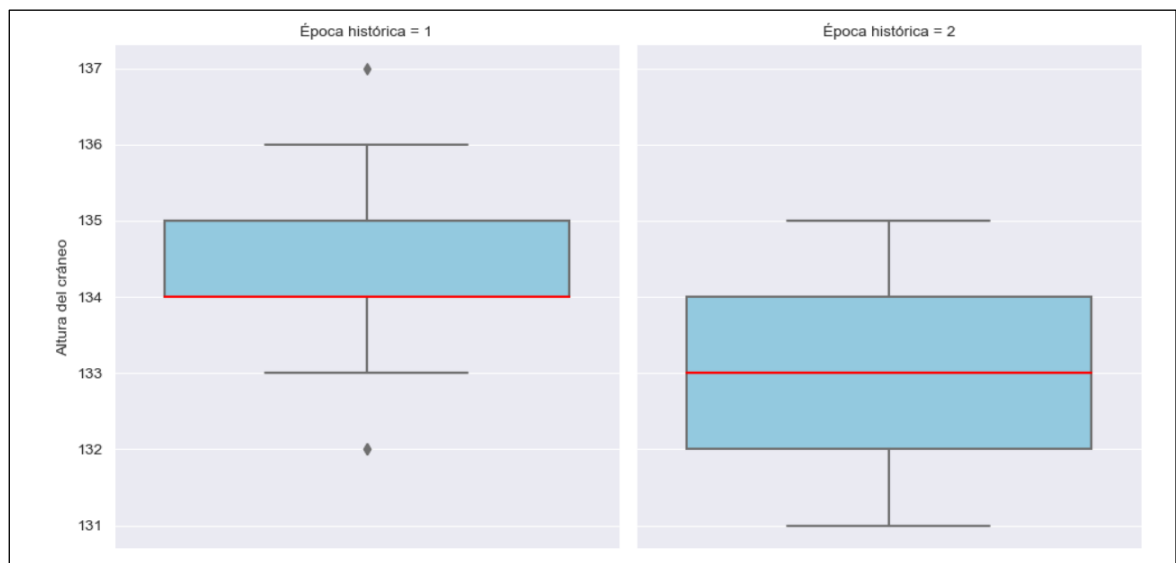 Época histórica = 1
Época histórica = 2
Altura del cráneo
137
136
135
134
133
132
131